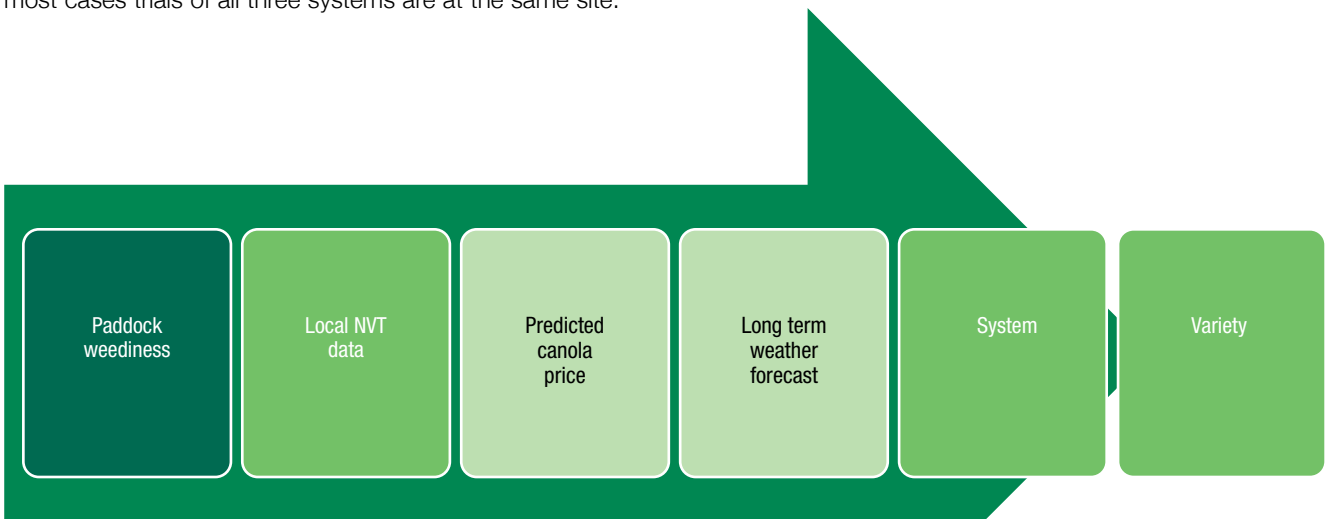 most cases trials of all three systems are at the same site.
Paddock
weediness
Local NVT
data
Predicted
canola
price
Long term
weather
forecast
System
Variety